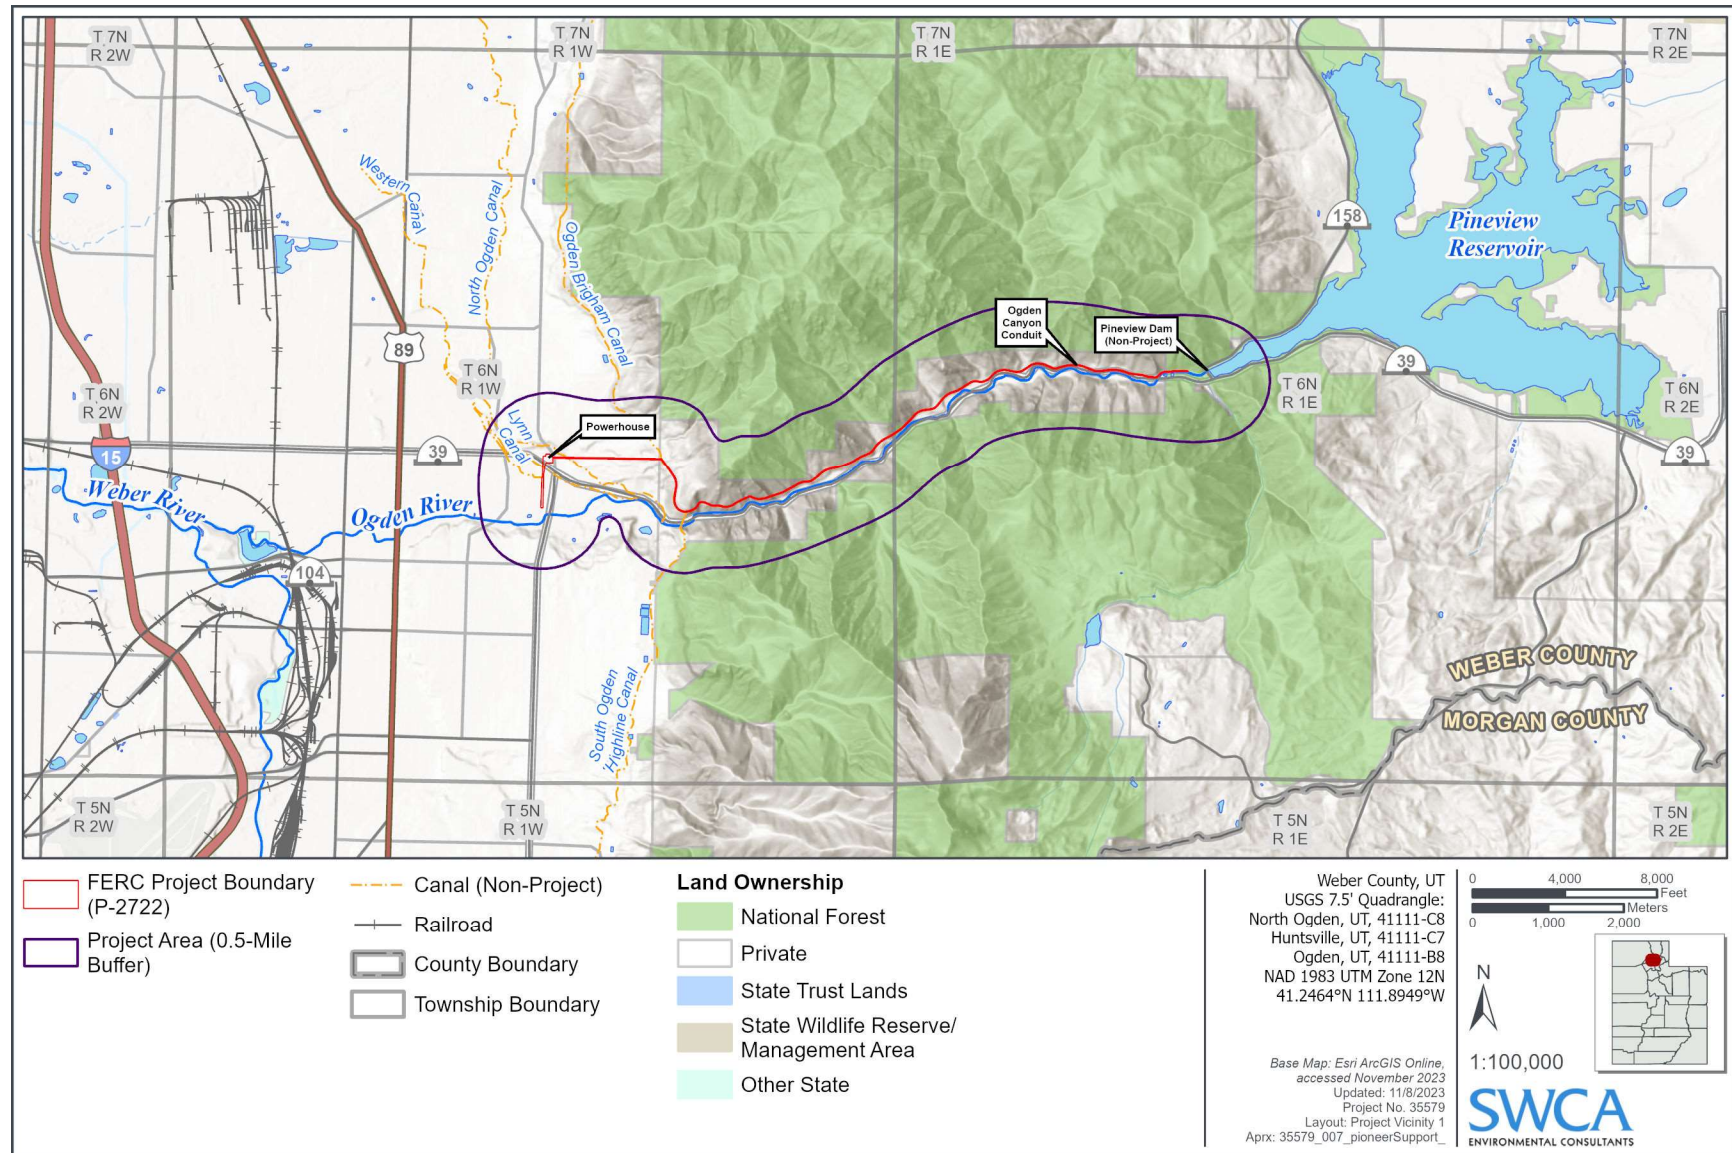 T 7N
R 2W
T 7N
R 1W
T 7N
R 1E
T 7N
R 2E
Western Canal
North Ogden Canal
Ogden Brigham Canal
158
Pineview
Reservoir
89
Ogden
Canyon
Conduit
Pineview Dam
(Non-Project)
39
T 6N
R 2W
T 6N
R 1W
T 6N
R 1E
T 6N
R 2E
Lynn
Canal
Powerhouse
15
39
39
Weber River
Ogden River
104
South Ogden
Highline Canal
WEBER COUNTY
MORGAN COUNTY
T 5N
R 2W
T 5N
R 1W
T 5N
R 1E
T 5N
R 2E
FERC Project Boundary
(P-2722)
Project Area (0.5-Mile
Buffer)
Canal (Non-Project)
Railroad
County Boundary
Township Boundary
Land Ownership
National Forest
Private
State Trust Lands
State Wildlife Reserve/
Management Area
Other State
Weber County, UT
USGS 7.5' Quadrangle:
North Ogden, UT, 41111-C8
Huntsville, UT, 41111-C7
Ogden, UT, 41111-B8
NAD 1983 UTM Zone 12N
41.2464°N 111.8949°W
Base Map: Esri ArcGIS Online,
accessed November 2023
Updated: 11/8/2023
Project No. 35579
Layout: Project Vicinity 1
Aprx: 35579_007_pioneerSupport_
0 4,000 8,000
Feet
Meters
0 1,000 2,000
N
1:100,000
SWCA
ENVIRONMENTAL CONSULTANTS